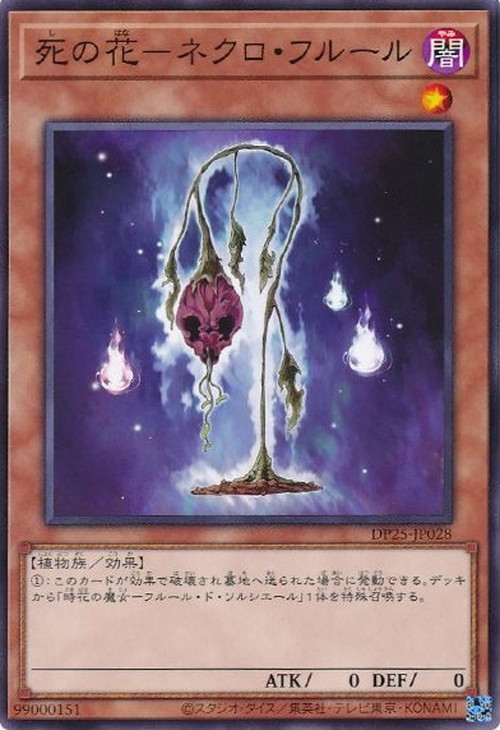 死の花－ネクロ・フルール
闇
DP25-JP028
【植物族／効果】
①：このカードが効果で破壊され墓地へ送られた場合に発動できる。デッキ
から「時花の魔女－フルール・ド・ソルシエール」1体を特殊召喚する。
ATK/ 0 DEF/ 0
99000151 ©スタジオ・ダイス／集英社・テレビ東京・KONAMI